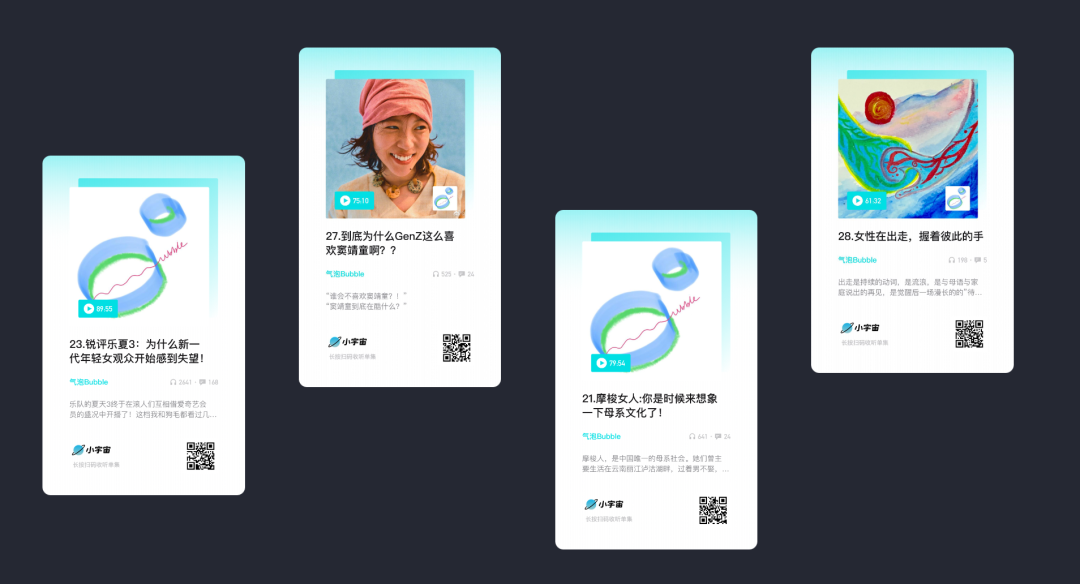 ubble
89:55
23.锐评乐夏3：为什么新一
代年轻女观众开始感到失望！
气泡Bubble
2641 · 168
乐队的夏天3终于在滚人们互相借爱奇艺会
员的盛况中开播了！这档我和狗毛都看过几...
小宇宙
长按扫码收听单集
75:10
27.到底为什么GenZ这么喜
欢窦靖童啊？？
气泡Bubble
525 · 24
“谁会不喜欢窦靖童？！”
“窦靖童到底在酷什么？”
小宇宙
长按扫码收听单集
ubble
79:54
21.摩梭女人:你是时候来想象
一下母系文化了！
气泡Bubble
641 · 34
摩梭人，是中国唯一的母系社会。她们曾主
要生活在云南丽江泸沽湖畔，过着男不娶，...
小宇宙
长按扫码收听单集
61:32
28.女性在出走，握着彼此的手
气泡Bubble
198 · 5
出走是持续的动词，是流浪，是与母语与家
庭说出的再见，是觉醒后一场漫长的的“待...
小宇宙
长按扫码收听单集